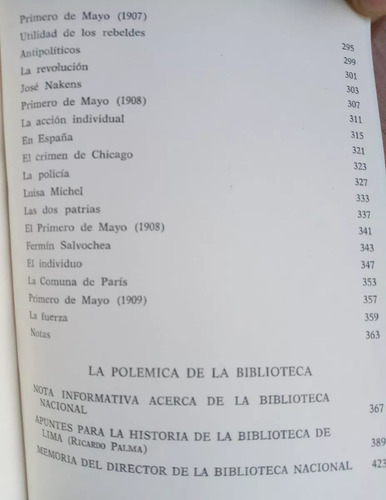 Primero de Mayo (1907) 295
Utilidad de los rebeldes 299
Antipolíticos 301
La revolución 303
José Nakens 307
Primero de Mayo (1908) 311
La acción individual 315
En España 321
El crimen de Chicago 323
La policía 327
Luisa Michel 333
Las dos patrias 337
El Primero de Mayo (1908) 341
Fermín Salvochea 343
El individuo 347
La Comuna de París 353
Primero de Mayo (1909) 357
La fuerza 359
Notas 363
LA POLEMICA DE LA BIBLIOTECA
NOTA INFORMATIVA ACERCA DE LA BIBLIOTECA
NACIONAL 367
APUNTES PARA LA HISTORIA DE LA BIBLIOTECA DE
LIMA (RICARDO PALMA) 389
MEMORIA DEL DIRECTOR DE LA BIBLIOTECA NACIONAL 423